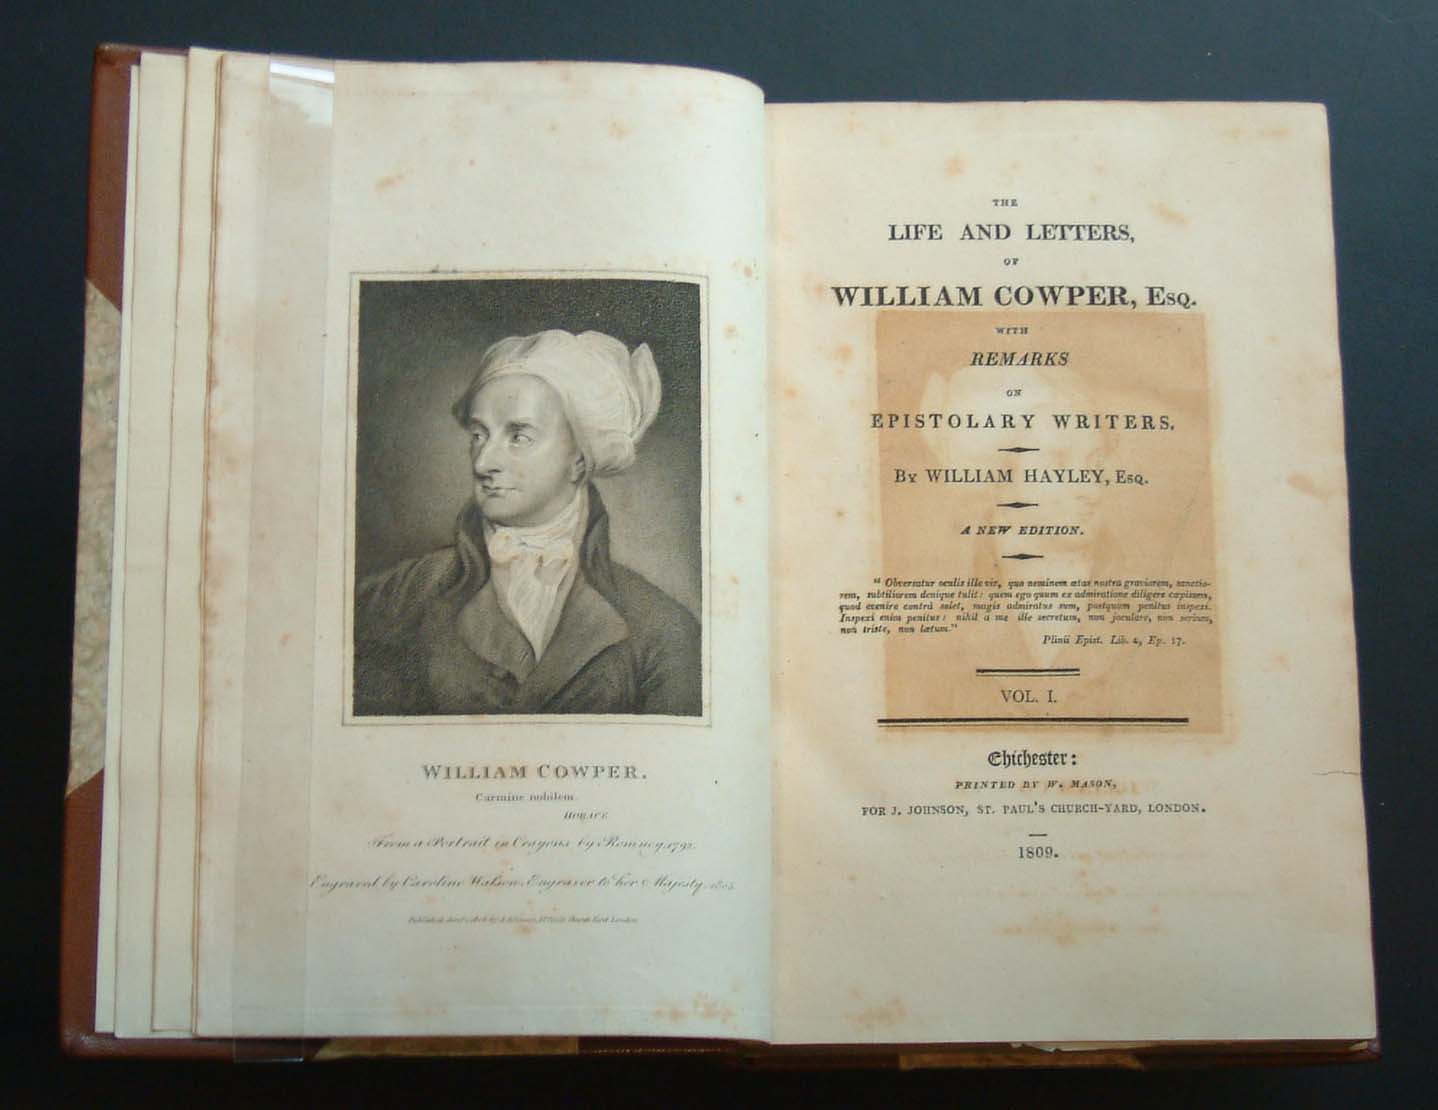 WILLIAM COWPER.
Carmine nobilem.
HORACE
From a Portrait in Crayons by Romney, 1792.
Engraved by Caroline Watson, Engraver to her Majesty, 1805
London
THE
LIFE AND LETTERS,
OF
WILLIAM COWPER, Esq.
WITH
REMARKS
ON
EPISTOLARY WRITERS.
By WILLIAM HAYLEY, Esq.
A NEW EDITION.
" Obversatur oculis ille vir, quo neminem ætas nostra graviorem, sanctio-
rem, subtiliorem denique tulit: quem ego quum ex admiratione diligere cœpissem,
quod evenire contrà solet, magis admiratus sum, postquam penitus inspexi.
Inspexi enim penitus: nihil a me ille secretum, non joculare, non serium,
non triste, non lætum."
Plinii Epist. Lib. 4, Ep. 17.
VOL. I.
Chichester:
PRINTED BY W. MASON,
FOR J. JOHNSON, ST. PAUL'S CHURCH-YARD, LONDON.
1809.